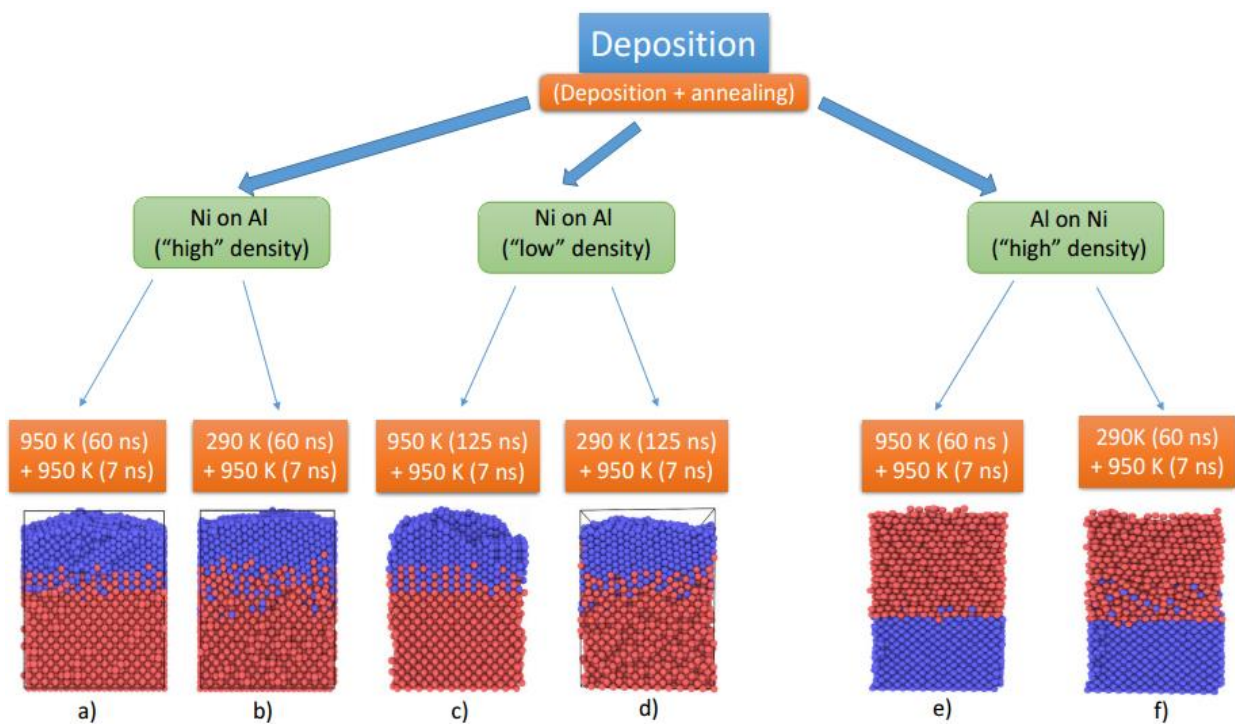 Deposition
(Deposition + annealing)
Ni on Al
(“high” density)
Ni on Al
(“low” density)
Al on Ni
(“high” density)
950 K (60 ns)
+ 950 K (7 ns)
290 K (60 ns)
+ 950 K (7 ns)
950 K (125 ns)
+ 950 K (7 ns)
290 K (125 ns)
+ 950 K (7 ns)
950 K (60 ns )
+ 950 K (7 ns)
290K (60 ns)
+ 950 K (7 ns)
a)
b)
c)
d)
e)
f)